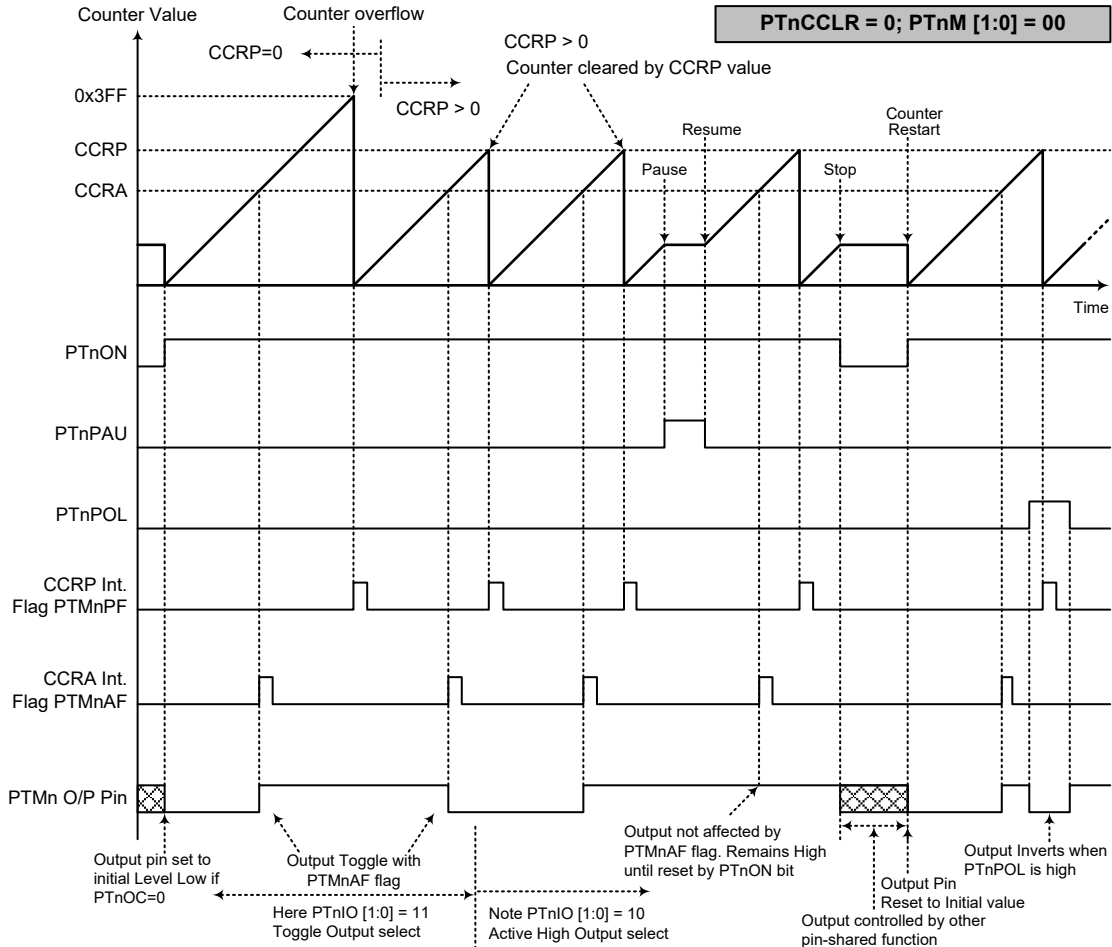 Counter Value
Counter overflow
PTnCCLR = 0; PTnM [1:0] = 00
CCRP=0
CCRP > 0
CCRP > 0
Counter cleared by CCRP value
0x3FF
CCRP
CCRA
Pause
Resume
Stop
Counter
Restart
Time
PTnON
PTnPAU
PTnPOL
CCRP Int.
Flag PTMnPF
CCRA Int.
Flag PTMnAF
PTMn O/P Pin
Output pin set to
initial Level Low if
PTnOC=0
Output Toggle with
PTMnAF flag
Here PTnIO [1:0] = 11
Toggle Output select
Note PTnIO [1:0] = 10
Active High Output select
Output not affected by
PTMnAF flag. Remains High
until reset by PTnON bit
Output controlled by other
pin-shared function
Output Pin
Reset to Initial value
Output Inverts when
PTnPOL is high